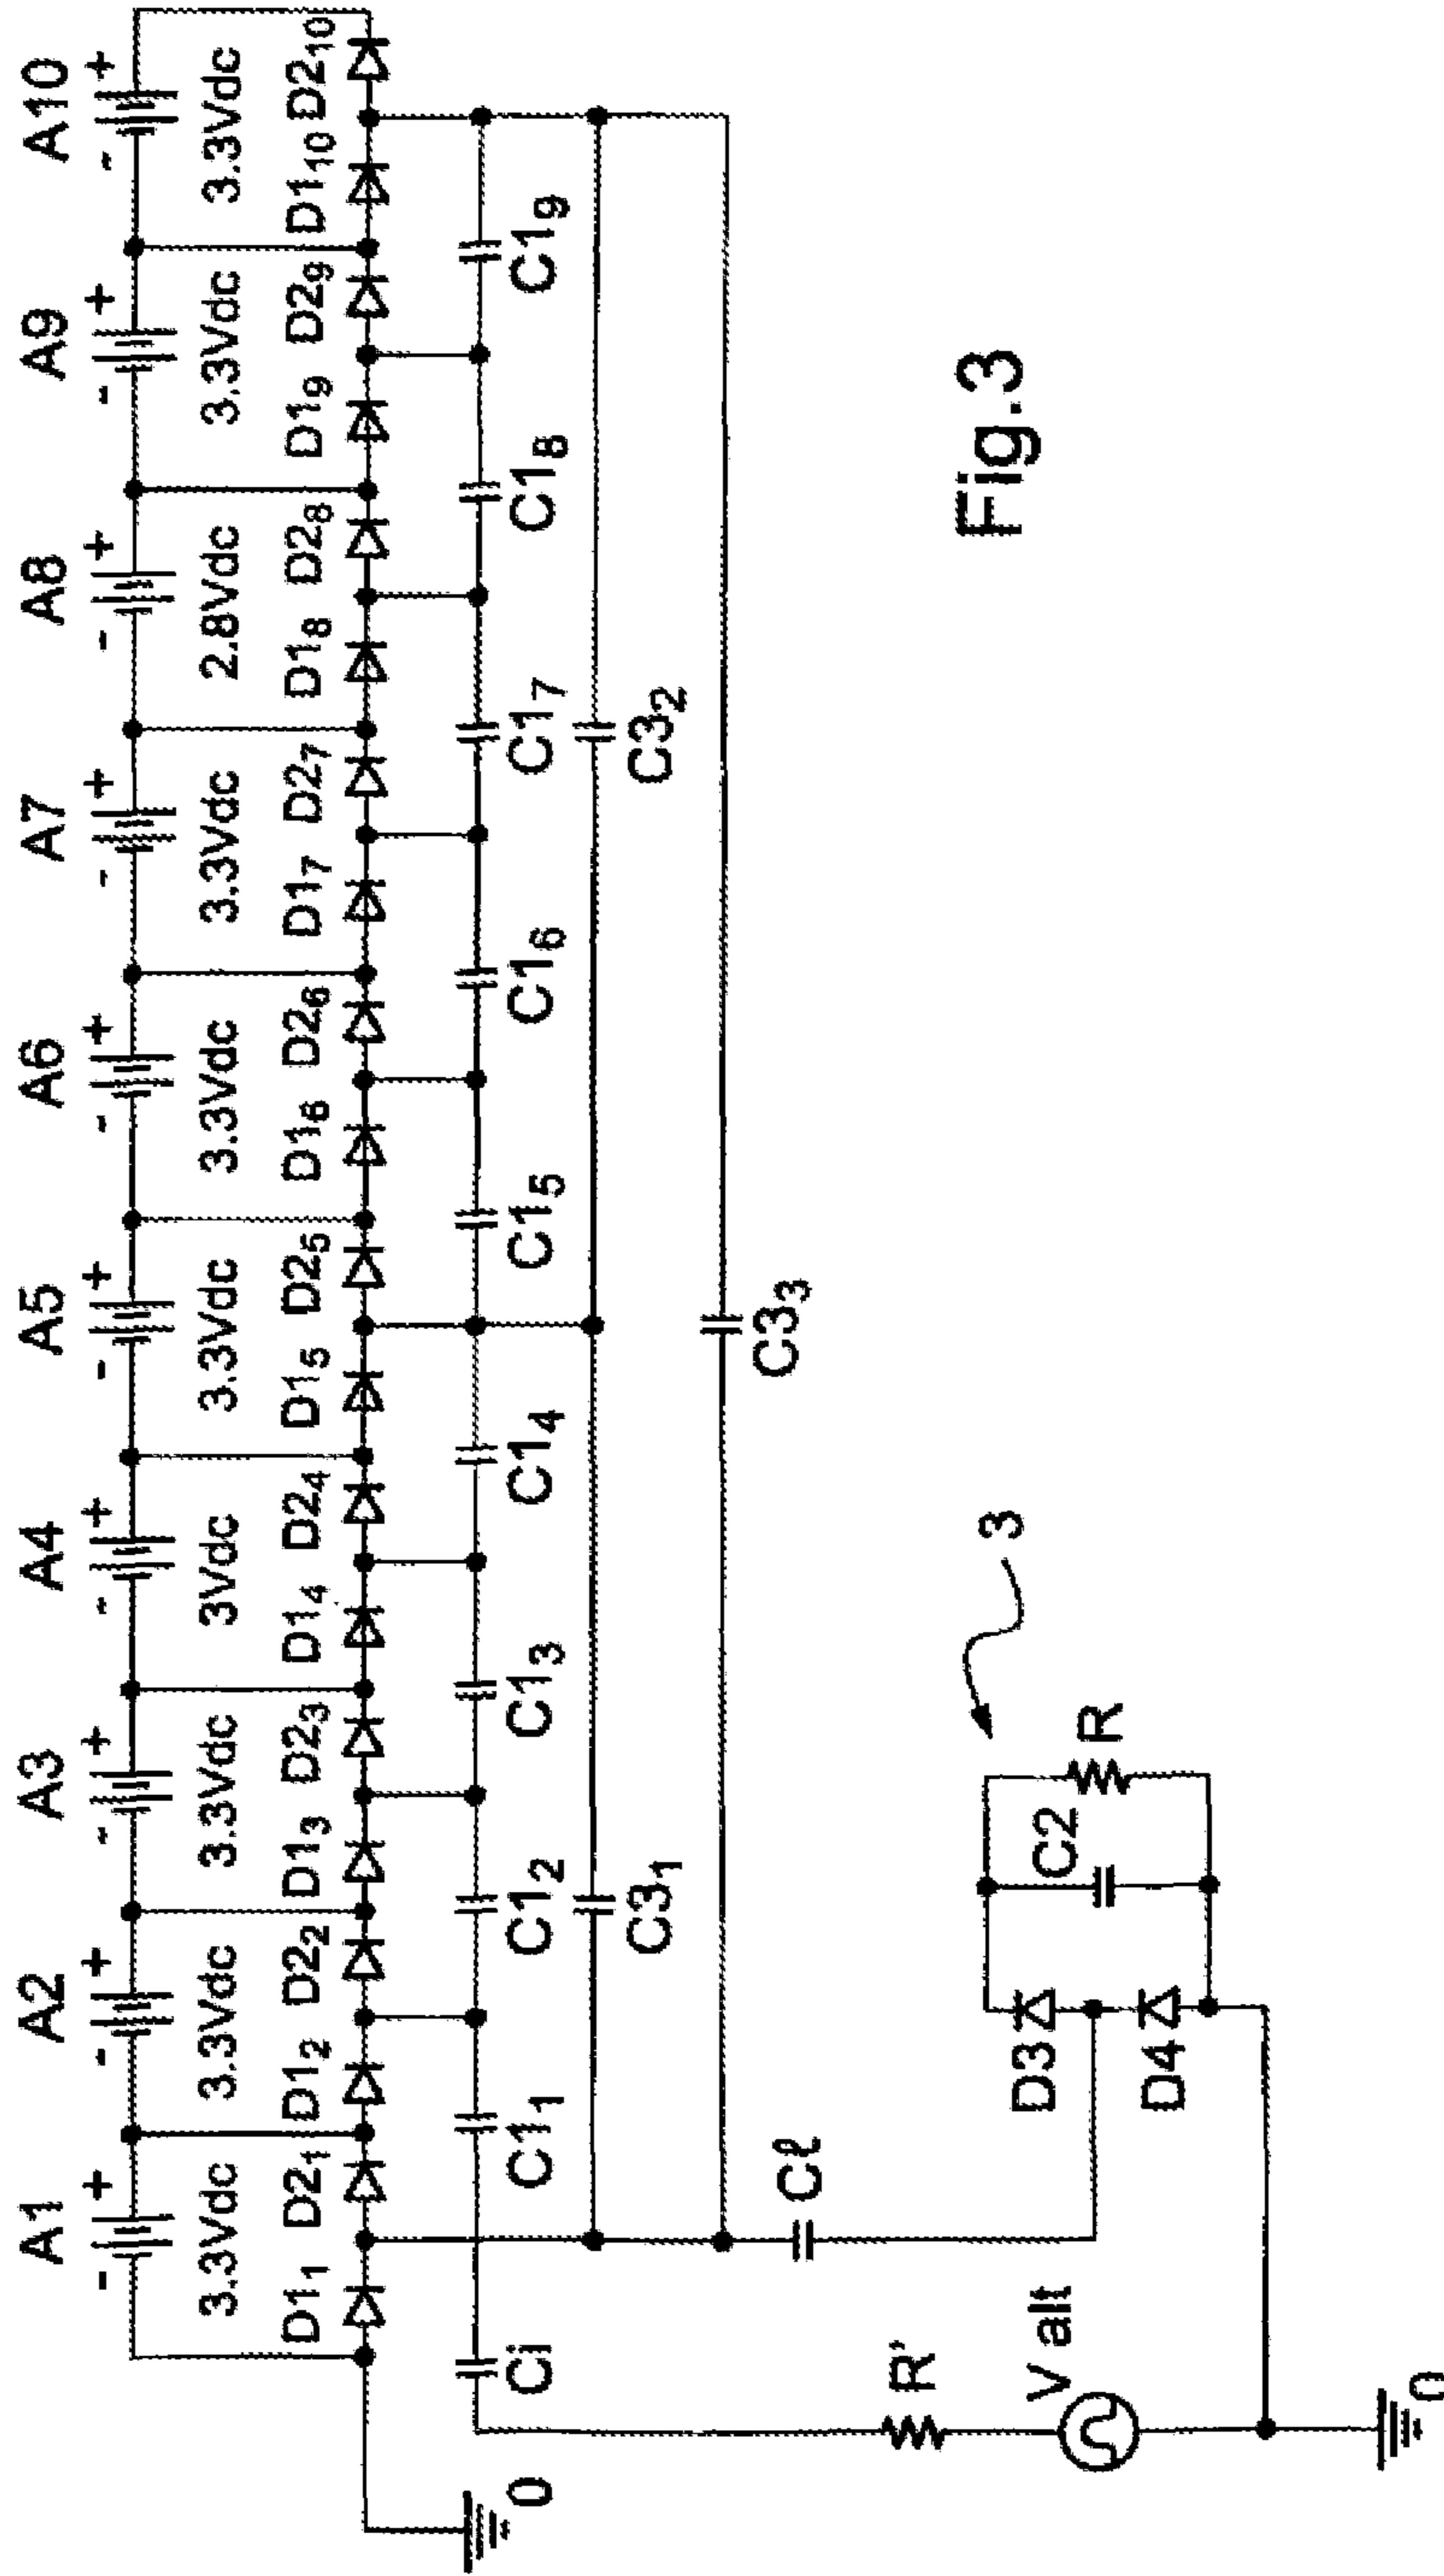 A1 A2 A3 A4 A5 A6 A7 A8 A9 A10
- + - + - + - + - + - + - + - + - + - +
3.3Vdc 3.3Vdc 3.3Vdc 3Vdc 3.3Vdc 3.3Vdc 3.3Vdc 2.8Vdc 3.3Vdc 3.3Vdc
D1₁ D2₁ D1₂ D2₂ D1₃ D2₃ D1₄ D2₄ D1₅ D2₅ D1₆ D2₆ D1₇ D2₇ D1₈ D2₈ D1₉ D2₉ D1₁₀ D2₁₀
0 Ci C1₁ C1₂ C1₃ C1₄ C1₅ C1₆ C1₇ C1₈ C1₉
C3₁ C3₂
C3₃
Cℓ
R'
3
D3 C2 R
V alt
D4
0
Fig.3